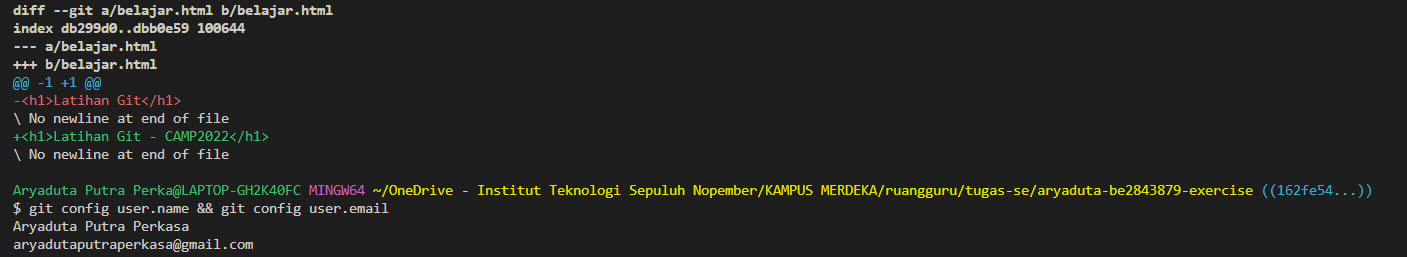 diff --git a/belajar.html b/belajar.html
index db299d0..dbb0e59 100644
--- a/belajar.html
+++ b/belajar.html
@@ -1 +1 @@
-<h1>Latihan Git</h1>
\ No newline at end of file
+<h1>Latihan Git - CAMP2022</h1>
\ No newline at end of file
Aryaduta Putra Perka@LAPTOP-GH2K40FC MINGW64 ~/OneDrive - Institut Teknologi Sepuluh Nopember/KAMPUS MERDEKA/ruangguru/tugas-se/aryaduta-be2843879-exercise ((162fe54...))
$ git config user.name && git config user.email
Aryaduta Putra Perkasa
aryadutaputraperkasa@gmail.com